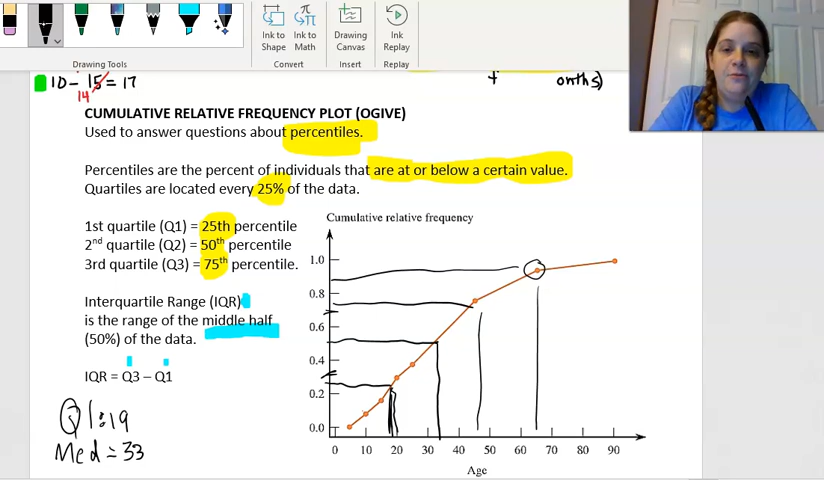 Ink to Shape
Ink to Math
Drawing Canvas
Ink Replay
Drawing Tools
Convert
Insert
Replay
10 - 15 = 17
14
onths)
CUMULATIVE RELATIVE FREQUENCY PLOT (OGIVE)
Used to answer questions about percentiles.
Percentiles are the percent of individuals that are at or below a certain value.
Quartiles are located every 25% of the data.
1st quartile (Q1) = 25th percentile
2nd quartile (Q2) = 50th percentile
3rd quartile (Q3) = 75th percentile.
Interquartile Range (IQR)
is the range of the middle half
(50%) of the data.
IQR = Q3 – Q1
Q1: 19
Med = 33
Cumulative relative frequency
1.0
0.8
0.6
0.4
0.2
0.0
0 10 20 30 40 50 60 70 80 90
Age